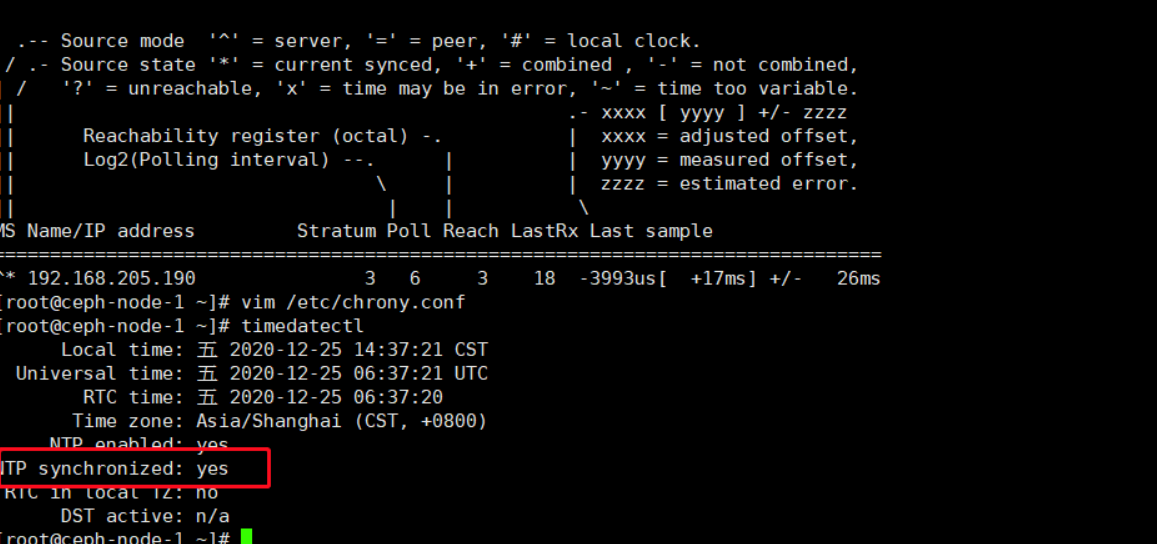 .-- Source mode '^' = server, '=' = peer, '#' = local clock.
/ .- Source state '*' = current synced, '+' = combined , '-' = not combined,
| / '?' = unreachable, 'x' = time may be in error, '~' = time too variable.
|| .- xxxx [ yyyy ] +/- zzzz
|| Reachability register (octal) -. | xxxx = adjusted offset,
|| Log2(Polling interval) --. | | yyyy = measured offset,
|| \ | | zzzz = estimated error.
|| | | \
MS Name/IP address Stratum Poll Reach LastRx Last sample
===============================================================================
^* 192.168.205.190 3 6 3 18 -3993us[ +17ms] +/- 26ms
[root@ceph-node-1 ~]# vim /etc/chrony.conf
[root@ceph-node-1 ~]# timedatectl
Local time: 五 2020-12-25 14:37:21 CST
Universal time: 五 2020-12-25 06:37:21 UTC
RTC time: 五 2020-12-25 06:37:20
Time zone: Asia/Shanghai (CST, +0800)
NTP enabled: yes
NTP synchronized: yes
RTC in local TZ: no
DST active: n/a
[root@ceph-node-1 ~]#